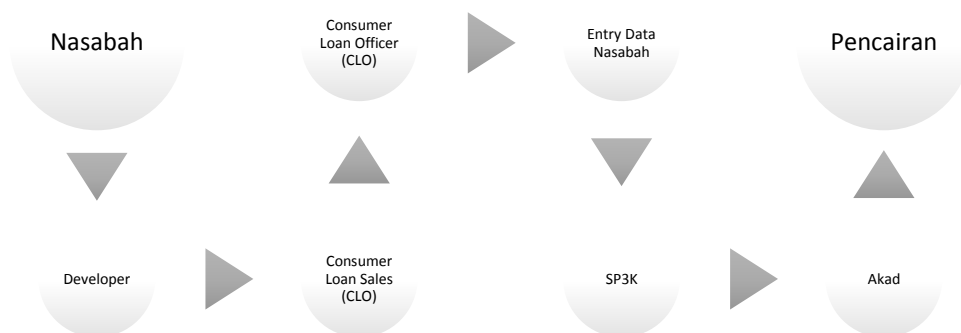 Nasabah
Developer
Consumer
Loan Sales
(CLO)
Consumer
Loan Officer
(CLO)
Entry Data
Nasabah
SP3K
Akad
Pencairan